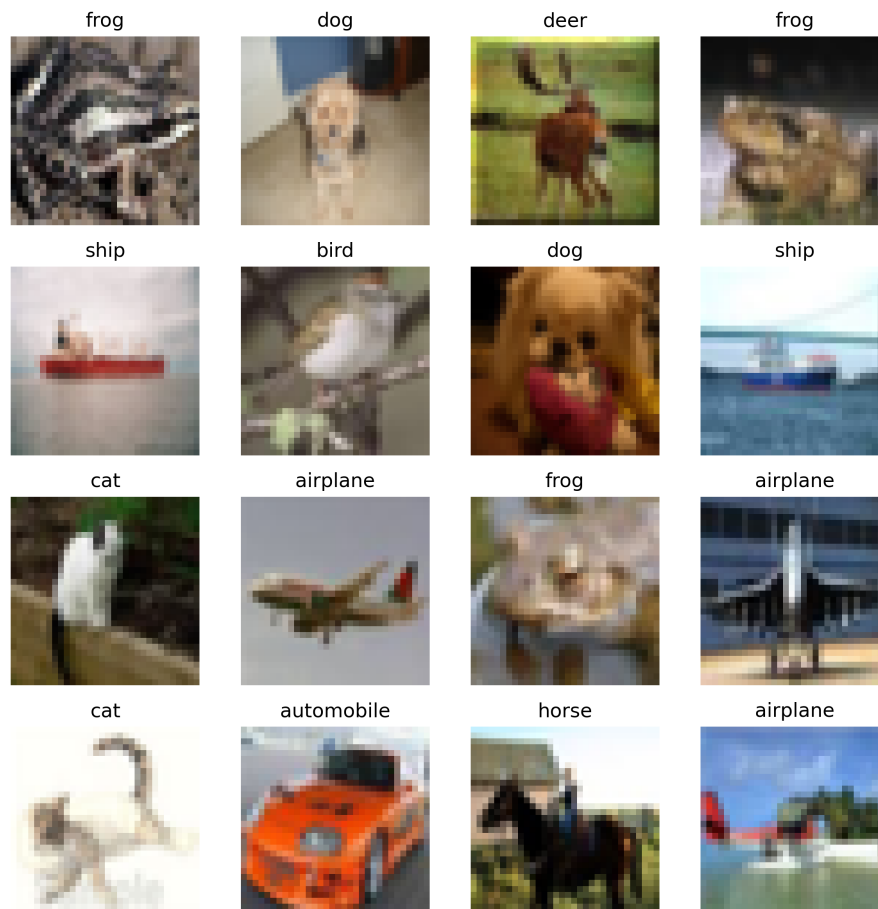 frog dog deer frog
ship bird dog ship
cat airplane frog airplane
cat automobile horse airplane